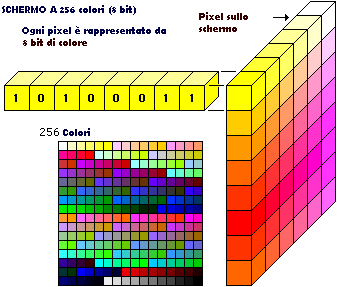 SCHERMO A 256 colori (8 bit)
Ogni pixel è rappresentato da
8 bit di colore
Pixel sullo
schermo
1 0 1 0 0 0 1 1
256 Colori